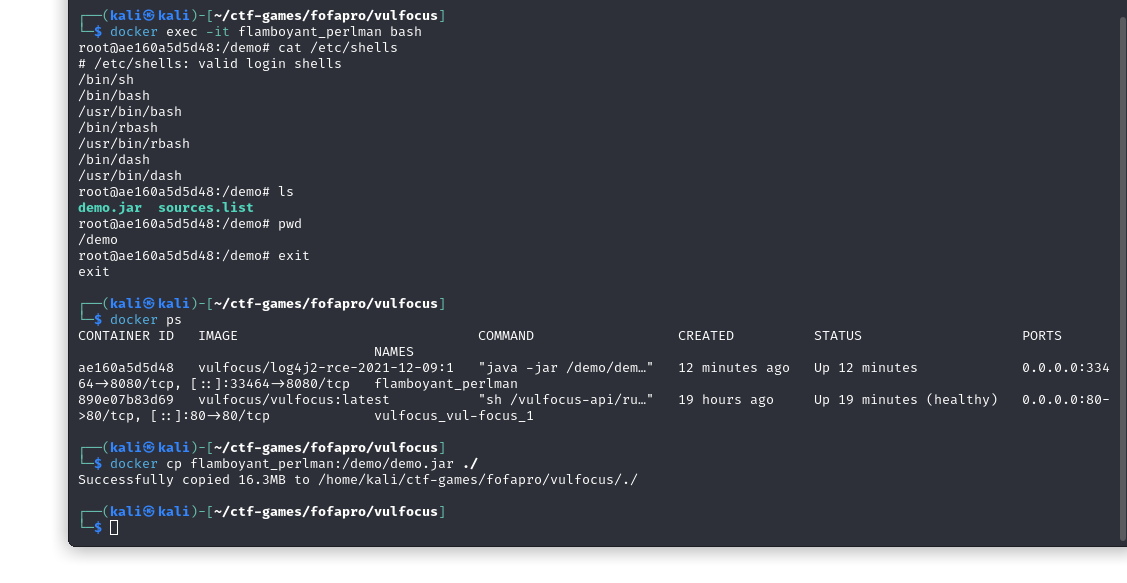 ┌──(kali㉿kali)-[~/ctf-games/fofapro/vulfocus]
└─$ docker exec -it flamboyant_perlman bash
root@ae160a5d5d48:/demo# cat /etc/shells
# /etc/shells: valid login shells
/bin/sh
/bin/bash
/usr/bin/bash
/bin/rbash
/usr/bin/rbash
/bin/dash
/usr/bin/dash
root@ae160a5d5d48:/demo# ls
demo.jar  sources.list
root@ae160a5d5d48:/demo# pwd
/demo
root@ae160a5d5d48:/demo# exit
exit
┌──(kali㉿kali)-[~/ctf-games/fofapro/vulfocus]
└─$ docker ps
CONTAINER ID   IMAGE                              COMMAND                  CREATED          STATUS                    PORTS
NAMES
ae160a5d5d48   vulfocus/log4j2-rce-2021-12-09:1   "java -jar /demo/dem…"   12 minutes ago   Up 12 minutes             0.0.0.0:334
64->8080/tcp, [::]:33464->8080/tcp   flamboyant_perlman
890e07b83d69   vulfocus/vulfocus:latest           "sh /vulfocus-api/ru…"   19 hours ago     Up 19 minutes (healthy)   0.0.0.0:80-
>80/tcp, [::]:80->80/tcp             vulfocus_vul-focus_1
┌──(kali㉿kali)-[~/ctf-games/fofapro/vulfocus]
└─$ docker cp flamboyant_perlman:/demo/demo.jar ./
Successfully copied 16.3MB to /home/kali/ctf-games/fofapro/vulfocus/./
┌──(kali㉿kali)-[~/ctf-games/fofapro/vulfocus]
└─$